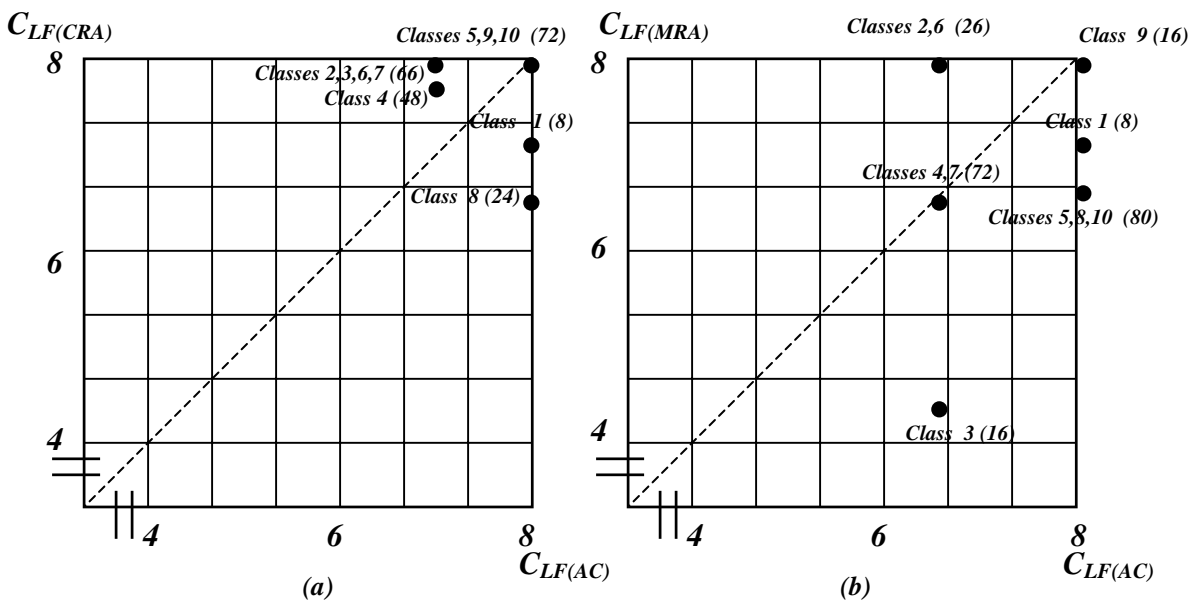 C_LF(CRA)
Classes 5,9,10 (72)
8
Classes 2,3,6,7 (66)
Class 4 (48)
Class 1 (8)
Class 8 (24)
6
4
4
6
8
C_LF(AC)
(a)
C_LF(MRA)
Classes 2,6 (26)
Class 9 (16)
8
Class 1 (8)
Classes 4,7 (72)
Classes 5,8,10 (80)
6
4
Class 3 (16)
4
6
8
C_LF(AC)
(b)